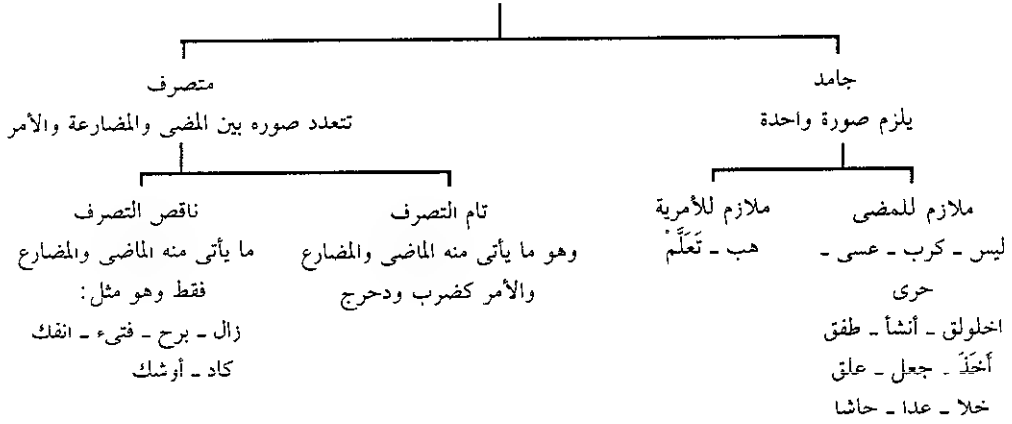 جامد
يلزم صورة واحدة
ملازم للمضى
ليس ـ كرب ـ عسى ـ
حرى
اخلولق ـ أنشأ ـ طفق
أَخَذَ ـ جعل ـ علق
خلا ـ عدا ـ حاشا
ملازم للأمرية
هب ـ تَعَلَّمْ
متصرف
تتعدد صوره بين المضى والمضارعة والأمر
تام التصرف
وهو ما يأتى منه الماضى والمضارع
والأمر كضرب ودحرج
ناقص التصرف
ما يأتى منه الماضى والمضارع
فقط وهو مثل:
زال ـ برح ـ فتىء ـ انفك
كاد ـ أوشك